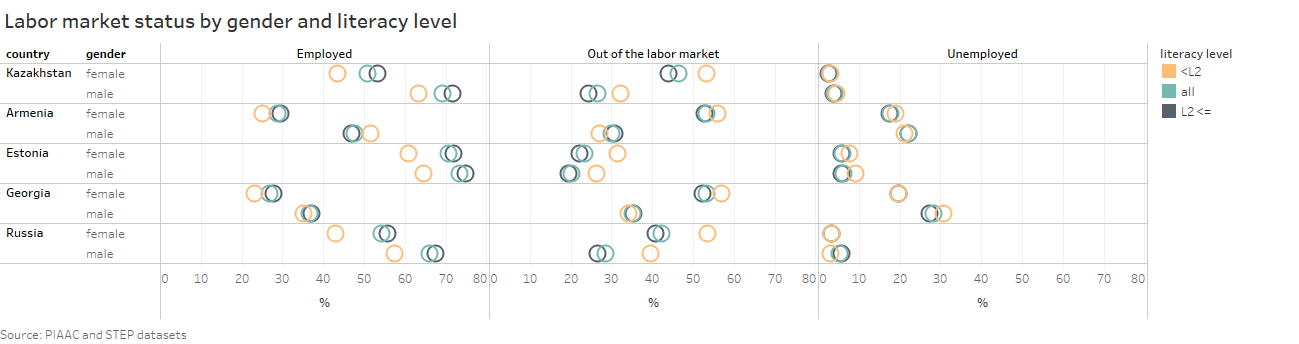 Labor market status by gender and literacy level
country gender Employed Out of the labor market Unemployed literacy level
Kazakhstan female <L2
male all
Armenia female L2 <=
male
Estonia female
male
Georgia female
male
Russia female
male
0 10 20 30 40 50 60 70 80 0 10 20 30 40 50 60 70 80 0 10 20 30 40 50 60 70 80
% % %
Source: PIAAC and STEP datasets